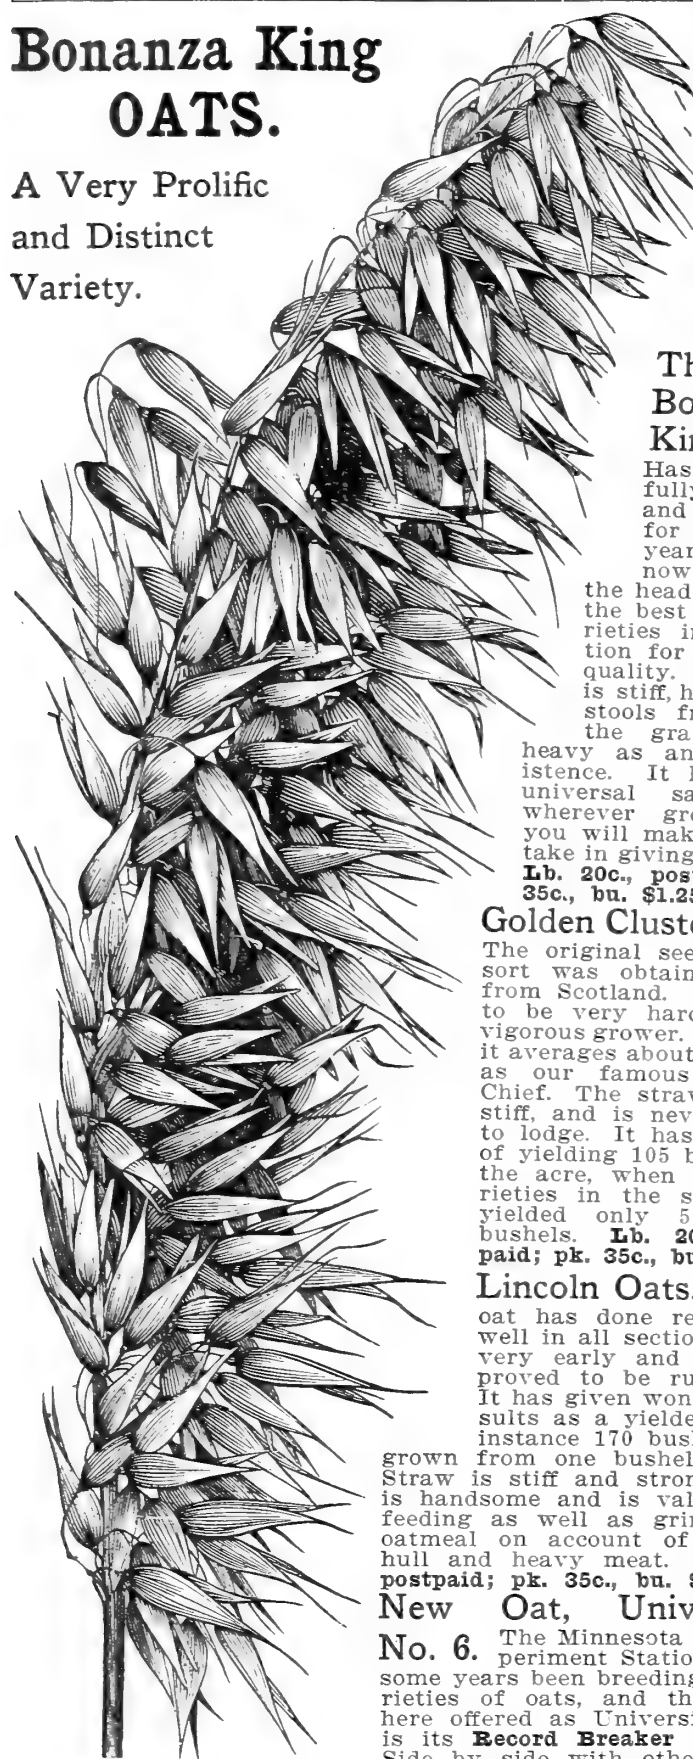 Bonanza King
OATS.
A Very Prolific
and Distinct
Variety.
Th
Bo
Kin
Has
fully
and
for
year
now
the head
the best
rieties in
tion for
quality.
is stiff, h
stools fr
the gra
heavy as an
istence. It h
universal sa
wherever gro
you will mak
take in giving
Lb. 20c., post
35c., bu. $1.25
Golden Cluste
The original see
sort was obtain
from Scotland.
to be very hard
vigorous grower.
it averages about
as our famous
Chief. The straw
stiff, and is nev
to lodge. It has
of yielding 105 b
the acre, when
rieties in the s
yielded only 5
bushels. Lb. 20
paid; pk. 35c., bu
Lincoln Oats.
oat has done re
well in all sectio
very early and
proved to be ru
It has given won
sults as a yielde
instance 170 bush
grown from one bushel
Straw is stiff and stron
is handsome and is val
feeding as well as grin
oatmeal on account of
hull and heavy meat.
postpaid; pk. 35c., bu. $
New Oat, Univ
No. 6. The Minnesota
periment Statio
some years been breeding
rieties of oats, and th
here offered as Universi
is its Record Breaker
Side by side with othe